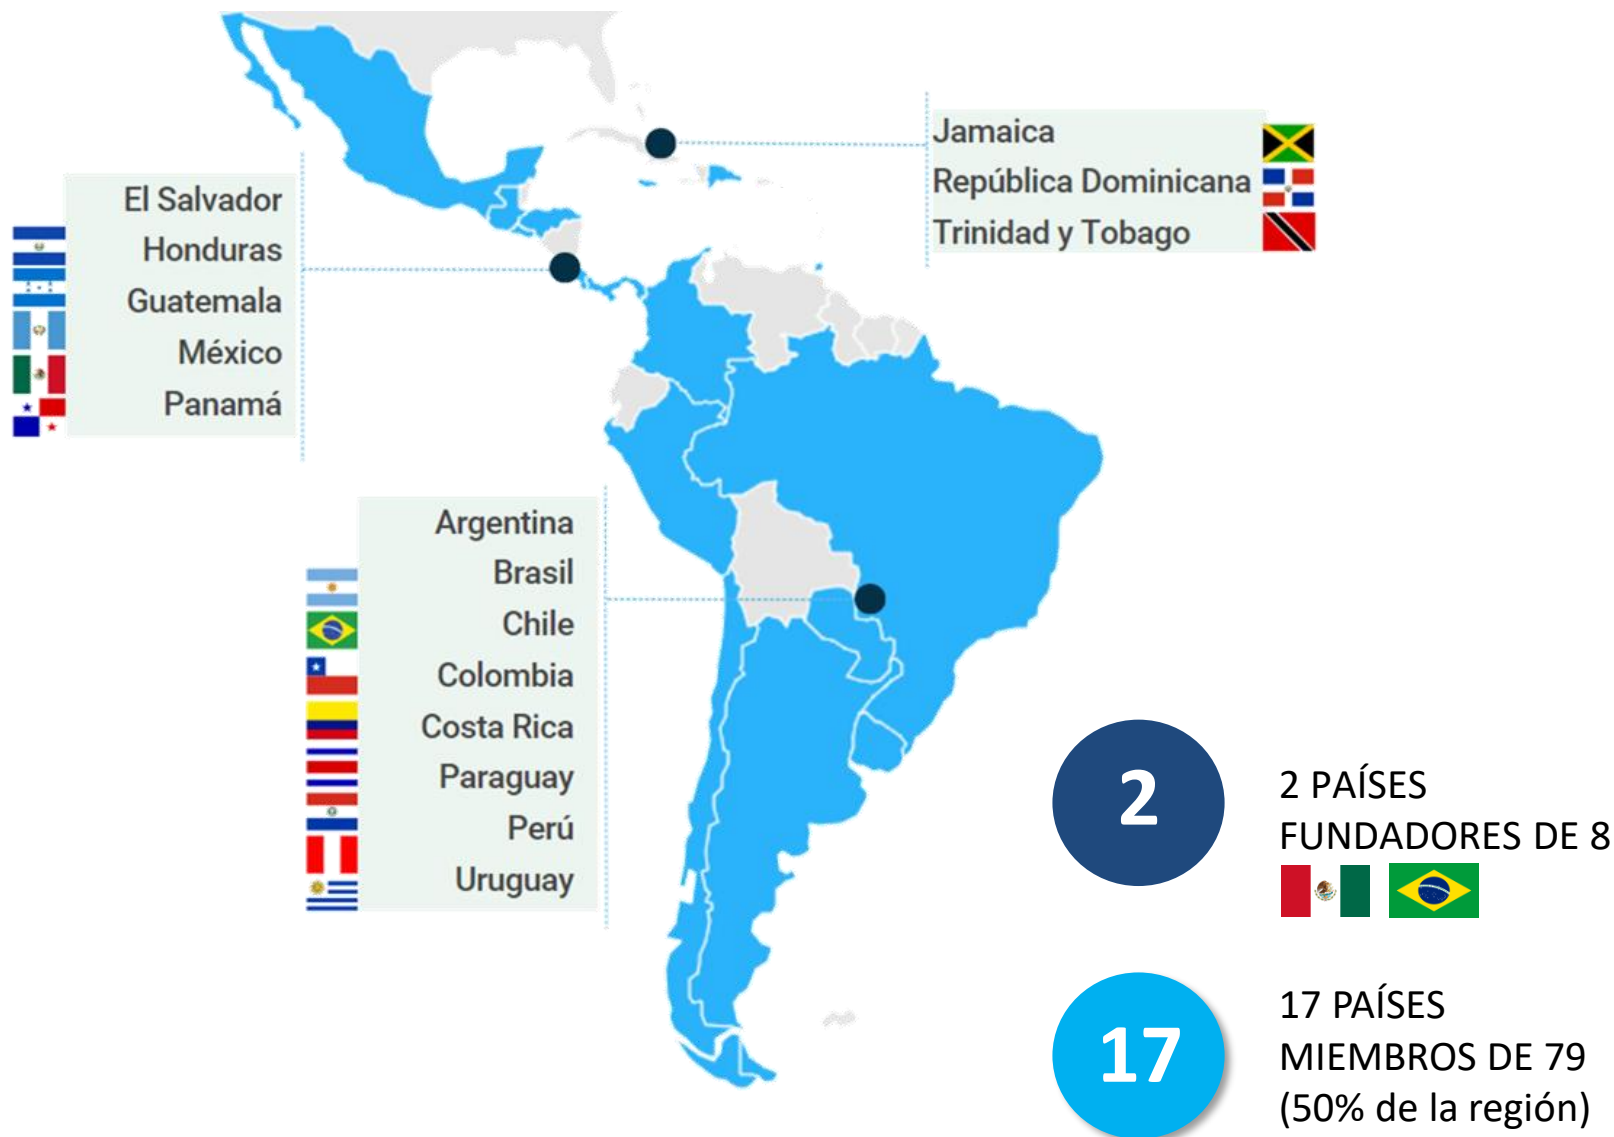 Jamaica
República Dominicana
Trinidad y Tobago
El Salvador
Honduras
Guatemala
México
Panamá
Argentina
Brasil
Chile
Colombia
Costa Rica
Paraguay
Perú
Uruguay
2
2 PAÍSES
FUNDADORES DE 8
17
17 PAÍSES
MIEMBROS DE 79
(50% de la región)